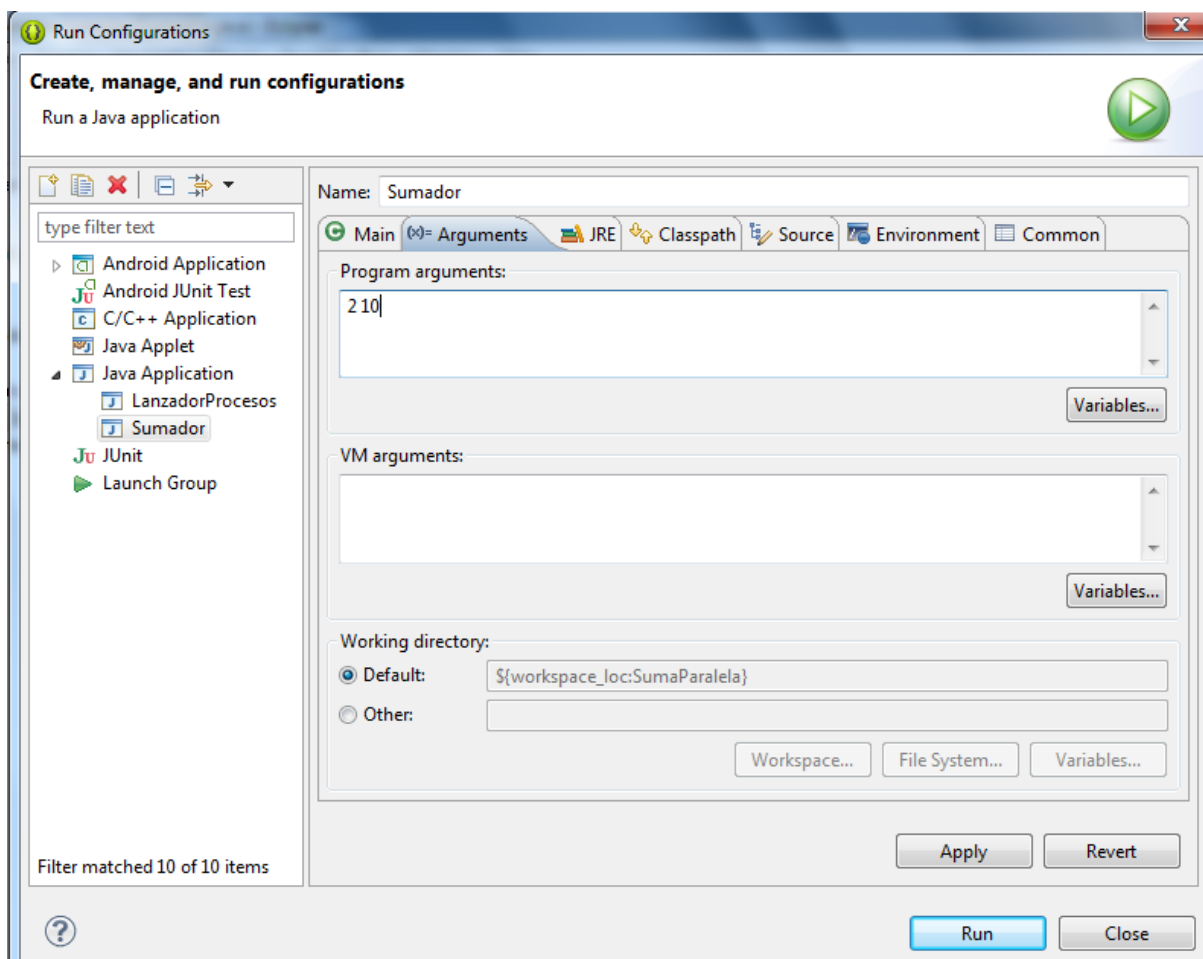 Run Configurations
Create, manage, and run configurations
Run a Java application
type filter text
Android Application
Android JUnit Test
C/C++ Application
Java Applet
Java Application
LanzadorProcesos
Sumador
JUnit
Launch Group
Filter matched 10 of 10 items
Name: Sumador
Main (x)= Arguments JRE Classpath Source Environment Common
Program arguments:
2 10
Variables...
VM arguments:
Variables...
Working directory:
Default: ${workspace_loc:SumaParalela}
Other:
Workspace... File System... Variables...
Apply Revert
Run Close